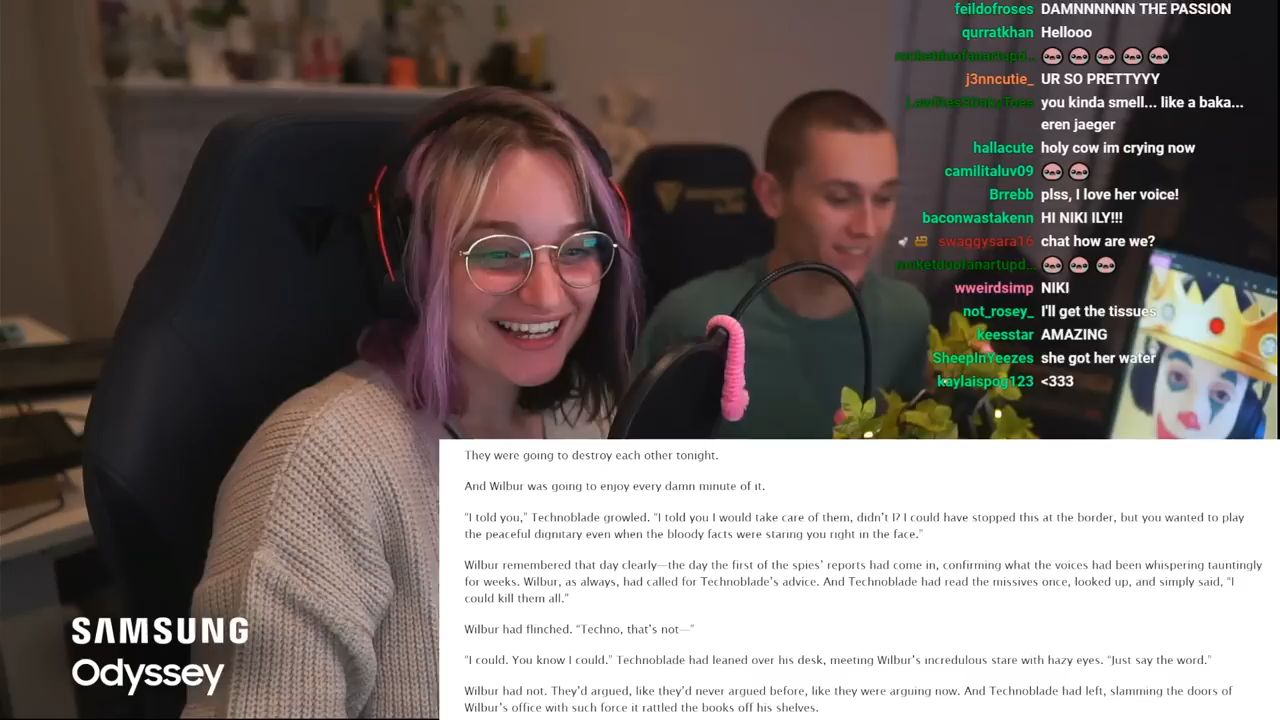 feildofroses DAMNNNNNN THE PASSION
qurratkhan Hellooo
j3nncutie_ UR SO PRETTYYY
you kinda smell... like a baka...
eren jaeger
hallacute holy cow im crying now
camilitaluv09
Brrebb plss, I love her voice!
baconwastakenn HI NIKI ILY!!!
swaggysara16 chat how are we?
wweirdsimp NIKI
not_rosey_ I'll get the tissues
keesstar AMAZING
SheepInYeezes she got her water
kaylaispog123 <333
They were going to destroy each other tonight.
And Wilbur was going to enjoy every damn minute of it.
“I told you,” Technoblade growled. “I told you I would take care of them, didn’t I? I could have stopped this at the border, but you wanted to play
the peaceful dignitary even when the bloody facts were staring you right in the face.”
Wilbur remembered that day clearly—the day the first of the spies’ reports had come in, confirming what the voices had been whispering tauntingly
for weeks. Wilbur, as always, had called for Technoblade’s advice. And Technoblade had read the missives once, looked up, and simply said, “I
could kill them all.”
Wilbur had flinched. “Techno, that’s not—”
“I could. You know I could.” Technoblade had leaned over his desk, meeting Wilbur’s incredulous stare with hazy eyes. “Just say the word.”
Wilbur had not. They’d argued, like they’d never argued before, like they were arguing now. And Technoblade had left, slamming the doors of
Wilbur’s office with such force it rattled the books off his shelves.
SAMSUNG
Odyssey